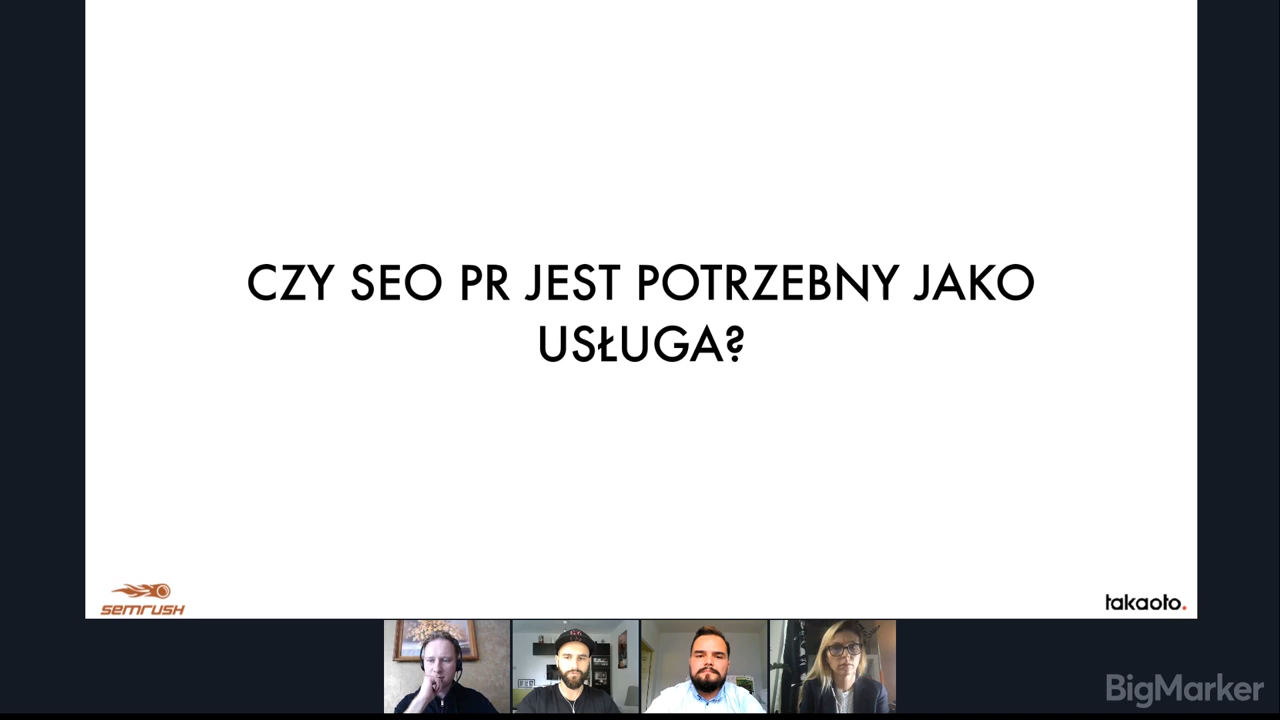 CZY SEO PR JEST POTRZEBNY JAKO
USŁUGA?
semrush
takaoto.
BigMarker